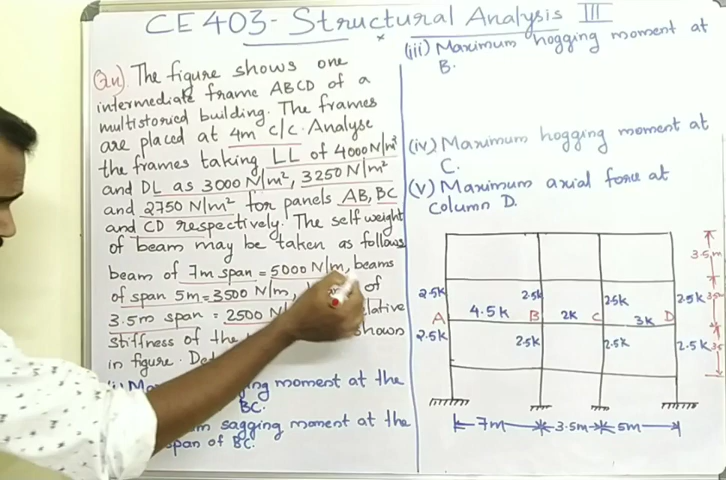 CE 403 - Structural Analysis III
(Qn). The figure shows one
intermediate frame ABCD of a
multistoried building. The frames
are placed at 4m c/c. Analyse
the frames taking LL of 4000 N/m²
and DL as 3000 N/m², 3250 N/m²
and 2750 N/m² for panels AB, BC
and CD respectively. The self weight
of beam may be taken as follows
beam of 7m span = 5000 N/m, beams
of span 5m = 3500 N/m, of
3.5m span = 2500 N/ lative
stiffness of the shown
in figure. De
(i) Ma ing moment at the
BC.
m sagging moment at the
span of BC.
(iii) Maximum hogging moment at
B.
(iv) Maximum hogging moment at
C.
(v) Maximum axial force at
column D.
3.5m
2.5k 2.5k 2.5k 2.5k
A 4.5k B 2k C 3k D
2.5k 2.5k 2.5k 2.5k
7m 3.5m 5m